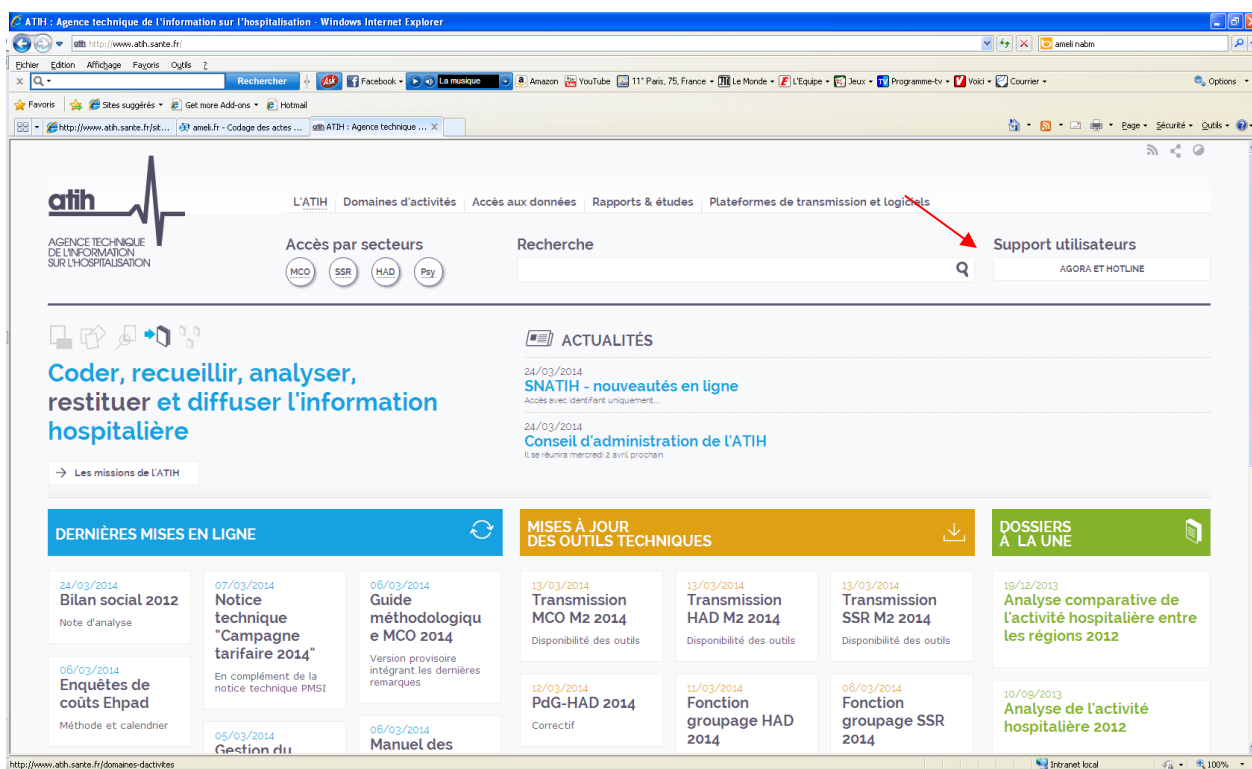 ATIH : Agence technique de l'information sur l'hospitalisation - Windows Internet Explorer
http://www.atih.sante.fr/
ameli nabm
Fichier Edition Affichage Favoris Outils ?
Rechercher Ask Facebook La musique Amazon YouTube 11° Paris, 75, France Le Monde L'Equipe Jeux Programme-tv Voici Courrier Options
Favoris Sites suggérés Get more Add-ons Hotmail
http://www.atih.sante.fr/sit... ameli.fr - Codage des actes ... ATIH : Agence technique ... Page Sécurité Outils
atih
AGENCE TECHNIQUE
DE L'INFORMATION
SUR L'HOSPITALISATION
L'ATIH Domaines d'activités Accès aux données Rapports & études Plateformes de transmission et logiciels
Accès par secteurs
MCO SSR HAD Psy
Recherche
Support utilisateurs
AGORA ET HOTLINE
Coder, recueillir, analyser,
restituer et diffuser l'information
hospitalière
Les missions de l'ATIH
ACTUALITÉS
24/03/2014
SNATIH - nouveautés en ligne
Accès avec identifiant uniquement...
24/03/2014
Conseil d'administration de l'ATIH
Il se réunira mercredi 2 avril prochain.
DERNIÈRES MISES EN LIGNE
24/03/2014
Bilan social 2012
Note d'analyse
06/03/2014
Enquêtes de
coûts Ehpad
Méthode et calendrier
07/03/2014
Notice
technique
"Campagne
tarifaire 2014"
En complément de la
notice technique PMSI
05/03/2014
Gestion du
06/03/2014
Guide
méthodologiqu
e MCO 2014
Version provisoire
intégrant les dernières
remarques
06/03/2014
Manuel des
MISES À JOUR
DES OUTILS TECHNIQUES
13/03/2014
Transmission
MCO M2 2014
Disponibilité des outils
12/03/2014
PdG-HAD 2014
Correctif
13/03/2014
Transmission
HAD M2 2014
Disponibilité des outils
11/03/2014
Fonction
groupage HAD
2014
13/03/2014
Transmission
SSR M2 2014
Disponibilité des outils
06/03/2014
Fonction
groupage SSR
2014
DOSSIERS
À LA UNE
19/12/2013
Analyse comparative de
l'activité hospitalière entre
les régions 2012
10/09/2013
Analyse de l'activité
hospitalière 2012
http://www.atih.sante.fr/domaines-dactivites
Intranet local 100%